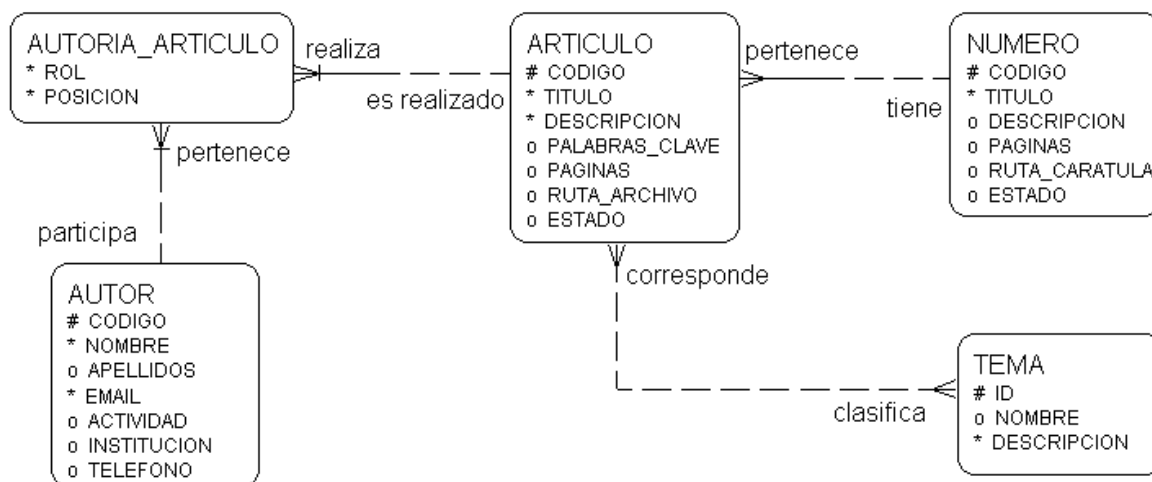 AUTORIA_ARTICULO
* ROL
* POSICION
realiza
es realizado
ARTICULO
# CODIGO
* TITULO
* DESCRIPCION
o PALABRAS_CLAVE
o PAGINAS
o RUTA_ARCHIVO
o ESTADO
pertenece
tiene
NUMERO
# CODIGO
* TITULO
o DESCRIPCION
o PAGINAS
o RUTA_CARATULA
o ESTADO
pertenece
participa
AUTOR
# CODIGO
* NOMBRE
o APELLIDOS
* EMAIL
o ACTIVIDAD
o INSTITUCION
o TELEFONO
corresponde
clasifica
TEMA
# ID
o NOMBRE
* DESCRIPCION